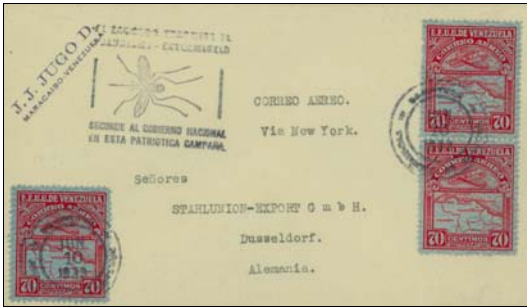 J. J. JUGO D.
MARACAIBO-VENEZUELA
SECUNDE AL GOBIERNO NACIONAL
EN ESTA PATRIOTICA CAMPAÑA.
CORREO AEREO.
Via New York.
Señores
STAHLUNION-EXPORT G m b H.
Dusseldorf.
Alemania.
E.E.U.U. DE VENEZUELA
CORREO AEREO
70 CENTIMOS 70
E.E.U.U. DE VENEZUELA
CORREO AEREO
70 CENTIMOS 70
E.E.U.U. DE VENEZUELA
CORREO AEREO
70 CENTIMOS 70
JUN
10